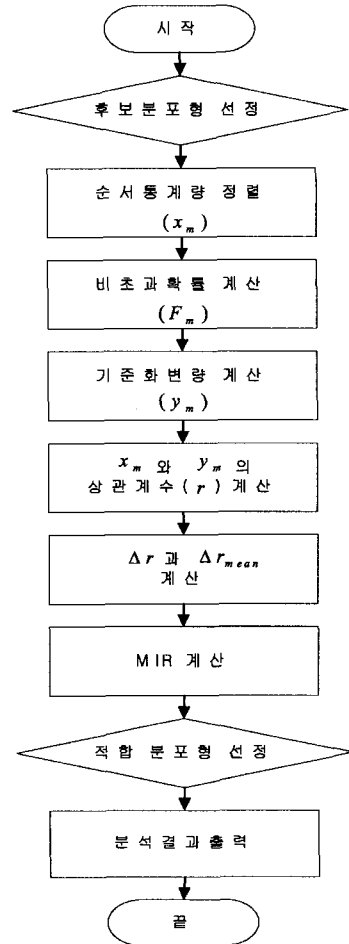 시 작
후 보 분 포 형 선 정
순 서 통 계 량 정 렬
( x_m )
비 초 과 확 률 계 산
( F_m )
기 준 화 변 량 계 산
( y_m )
x_m 와 y_m 의
상 관 계 수 ( r ) 계 산
Δr 과 Δr_mean
계 산
MIR 계 산
적 합 분 포 형 선 정
분 석 결 과 출 력
끝